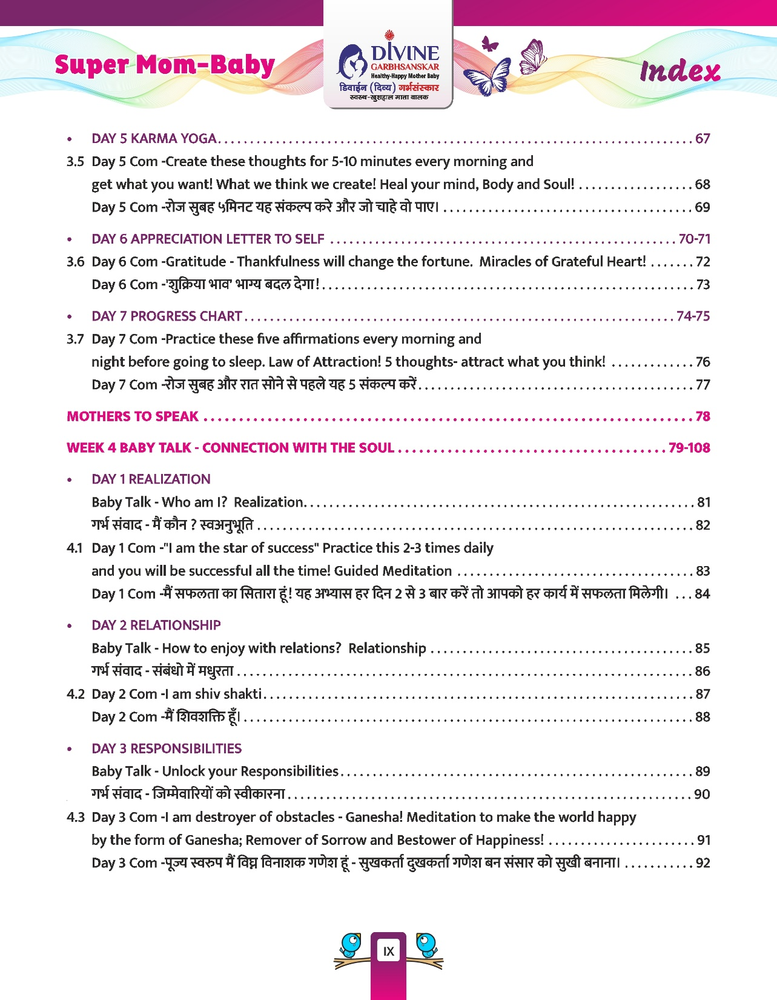 Super Mom-Baby
DIVINE
GARBHSANSKAR
Healthy-Happy Mother Baby
डिवाईन (दिव्य) गर्भसंस्कार
स्वस्थ-खुशहाल माता बालक
Index
• DAY 5 KARMA YOGA 67
3.5 Day 5 Com -Create these thoughts for 5-10 minutes every morning and
get what you want! What we think we create! Heal your mind, Body and Soul! 68
Day 5 Com -रोज सुबह ५मिनट यह संकल्प करे और जो चाहे वो पाए। 69
• DAY 6 APPRECIATION LETTER TO SELF 70-71
3.6 Day 6 Com -Gratitude - Thankfulness will change the fortune. Miracles of Grateful Heart! 72
Day 6 Com -'शुक्रिया भाव' भाग्य बदल देगा! 73
• DAY 7 PROGRESS CHART 74-75
3.7 Day 7 Com -Practice these five affirmations every morning and
night before going to sleep. Law of Attraction! 5 thoughts- attract what you think! 76
Day 7 Com -रोज सुबह और रात सोने से पहले यह 5 संकल्प करें 77
MOTHERS TO SPEAK 78
WEEK 4 BABY TALK - CONNECTION WITH THE SOUL 79-108
• DAY 1 REALIZATION
Baby Talk - Who am I? Realization 81
गर्भ संवाद - मैं कौन ? स्वअनुभूति 82
4.1 Day 1 Com -"I am the star of success" Practice this 2-3 times daily
and you will be successful all the time! Guided Meditation 83
Day 1 Com -मैं सफलता का सितारा हूं! यह अभ्यास हर दिन 2 से 3 बार करें तो आपको हर कार्य में सफलता मिलेगी। 84
• DAY 2 RELATIONSHIP
Baby Talk - How to enjoy with relations? Relationship 85
गर्भ संवाद - संबंधो में मधुरता 86
4.2 Day 2 Com -I am shiv shakti 87
Day 2 Com -मैं शिवशक्ति हूँ। 88
• DAY 3 RESPONSIBILITIES
Baby Talk - Unlock your Responsibilities 89
गर्भ संवाद - जिम्मेवारियों को स्वीकारना 90
4.3 Day 3 Com -I am destroyer of obstacles - Ganesha! Meditation to make the world happy
by the form of Ganesha; Remover of Sorrow and Bestower of Happiness! 91
Day 3 Com -पूज्य स्वरुप मैं विघ्न विनाशक गणेश हूं - सुखकर्ता दुखकर्ता गणेश बन संसार को सुखी बनाना। 92
IX